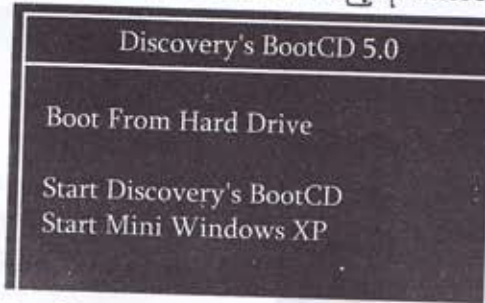 Discovery's BootCD 5.0
Boot From Hard Drive
Start Discovery's BootCD
Start Mini Windows XP